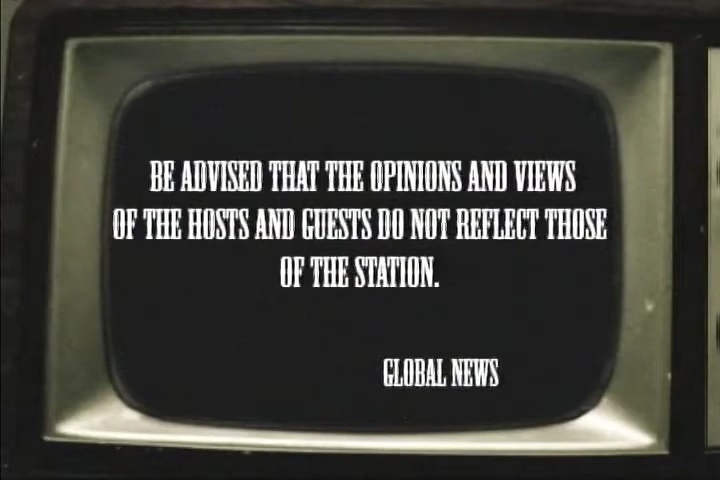 BE ADVISED THAT THE OPINIONS AND VIEWS
OF THE HOSTS AND GUESTS DO NOT REFLECT THOSE
OF THE STATION.
GLOBAL NEWS